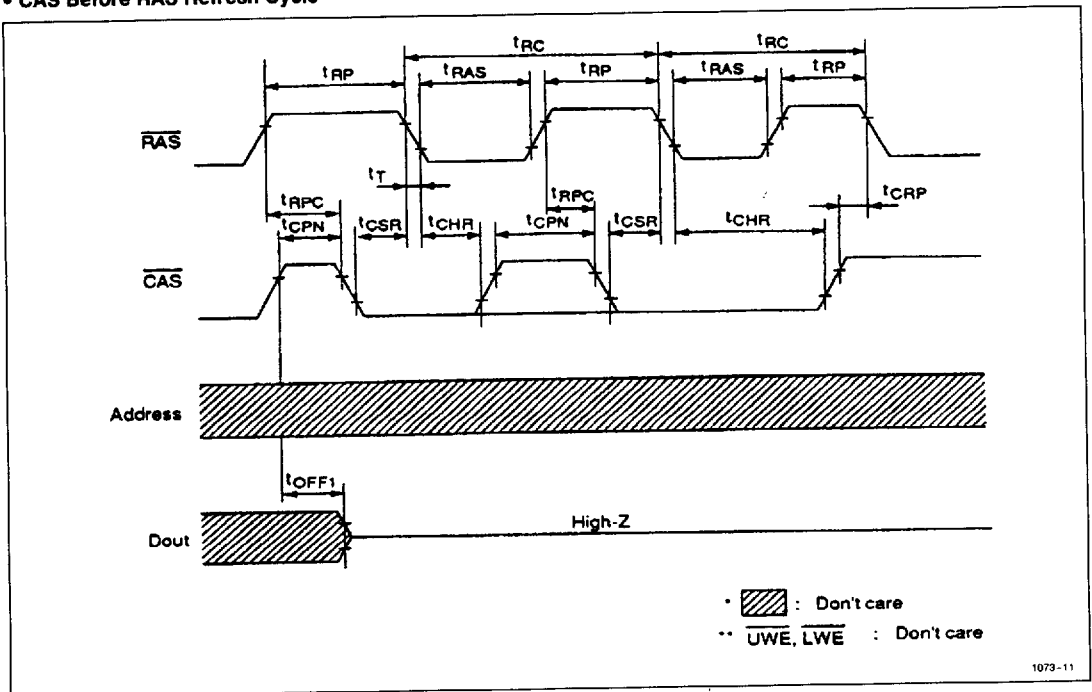 • CAS Before RAS Refresh Cycle
tRC tRC
tRP tRAS tRP tRAS tRP
RAS
tT
tRPC tRPC tCRP
tCPN tCSR tCHR tCPN tCSR tCHR
CAS
Address
tOFF1
Dout
High-Z
* : Don't care
** UWE, LWE : Don't care
1073-11